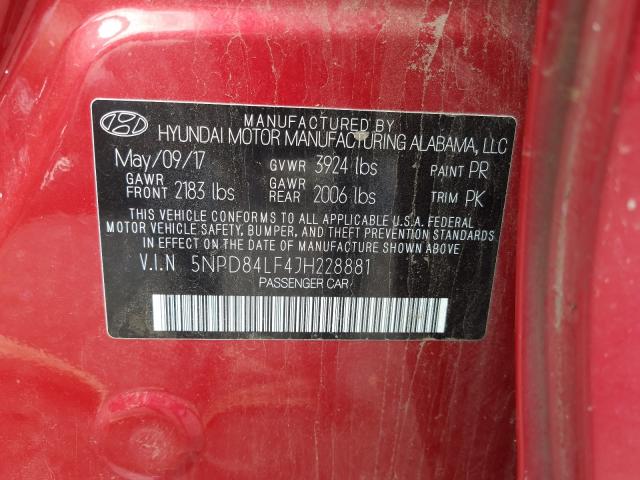 MANUFACTURED BY
HYUNDAI MOTOR MANUFACTURING ALABAMA, LLC
May/09/17 GVWR 3924 lbs PAINT PR
GAWR FRONT 2183 lbs GAWR REAR 2006 lbs TRIM PK
THIS VEHICLE CONFORMS TO ALL APPLICABLE U.S.A. FEDERAL
MOTOR VEHICLE SAFETY, BUMPER, AND THEFT PREVENTION
STANDARDS IN EFFECT ON THE DATE OF MANUFACTURE SHOWN ABOVE
V.I.N 5NPD84LF4JH228881
PASSENGER CAR